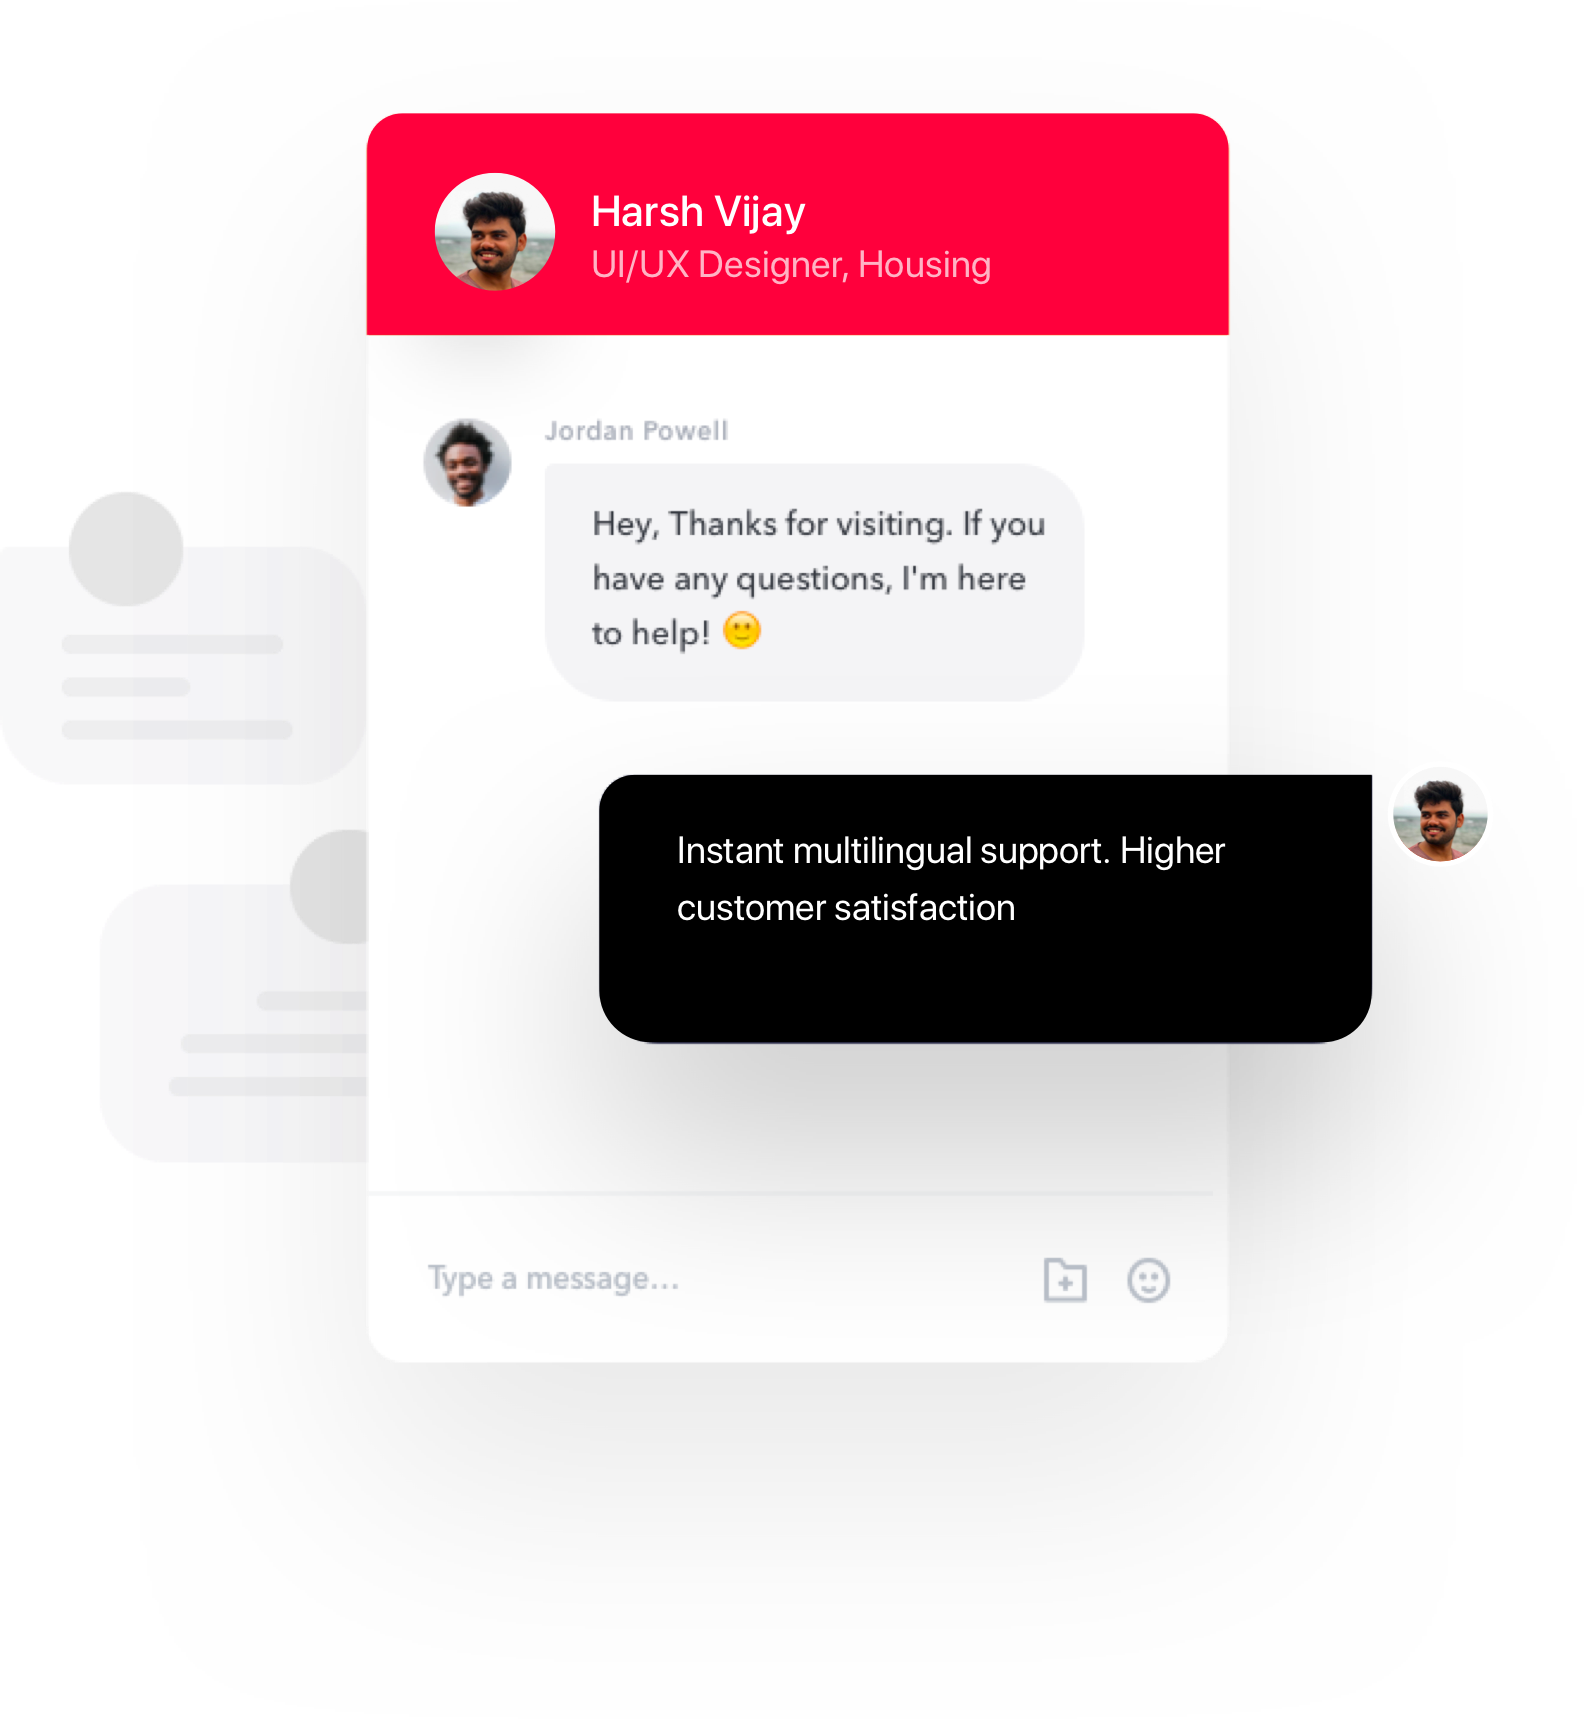 Harsh Vijay
UI/UX Designer, Housing
Jordan Powell
Hey, Thanks for visiting. If you
have any questions, I'm here
to help! 🙂
Instant multilingual support. Higher
customer satisfaction
Type a message...